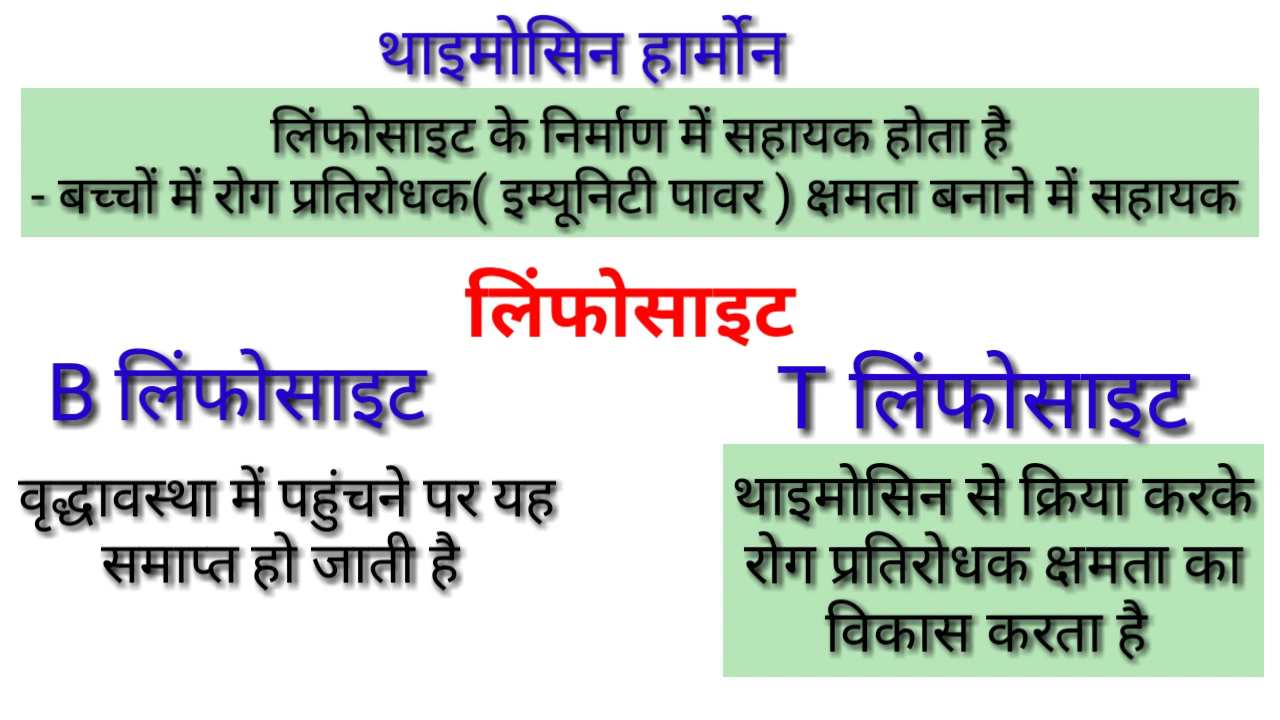 थाइमोसिन हार्मोन
लिंफोसाइट के निर्माण में सहायक होता है
- बच्चों में रोग प्रतिरोधक( इम्यूनिटी पावर ) क्षमता बनाने में सहायक
लिंफोसाइट
B लिंफोसाइट
वृद्धावस्था में पहुंचने पर यह
समाप्त हो जाती है
T लिंफोसाइट
थाइमोसिन से क्रिया करके
रोग प्रतिरोधक क्षमता का
विकास करता है